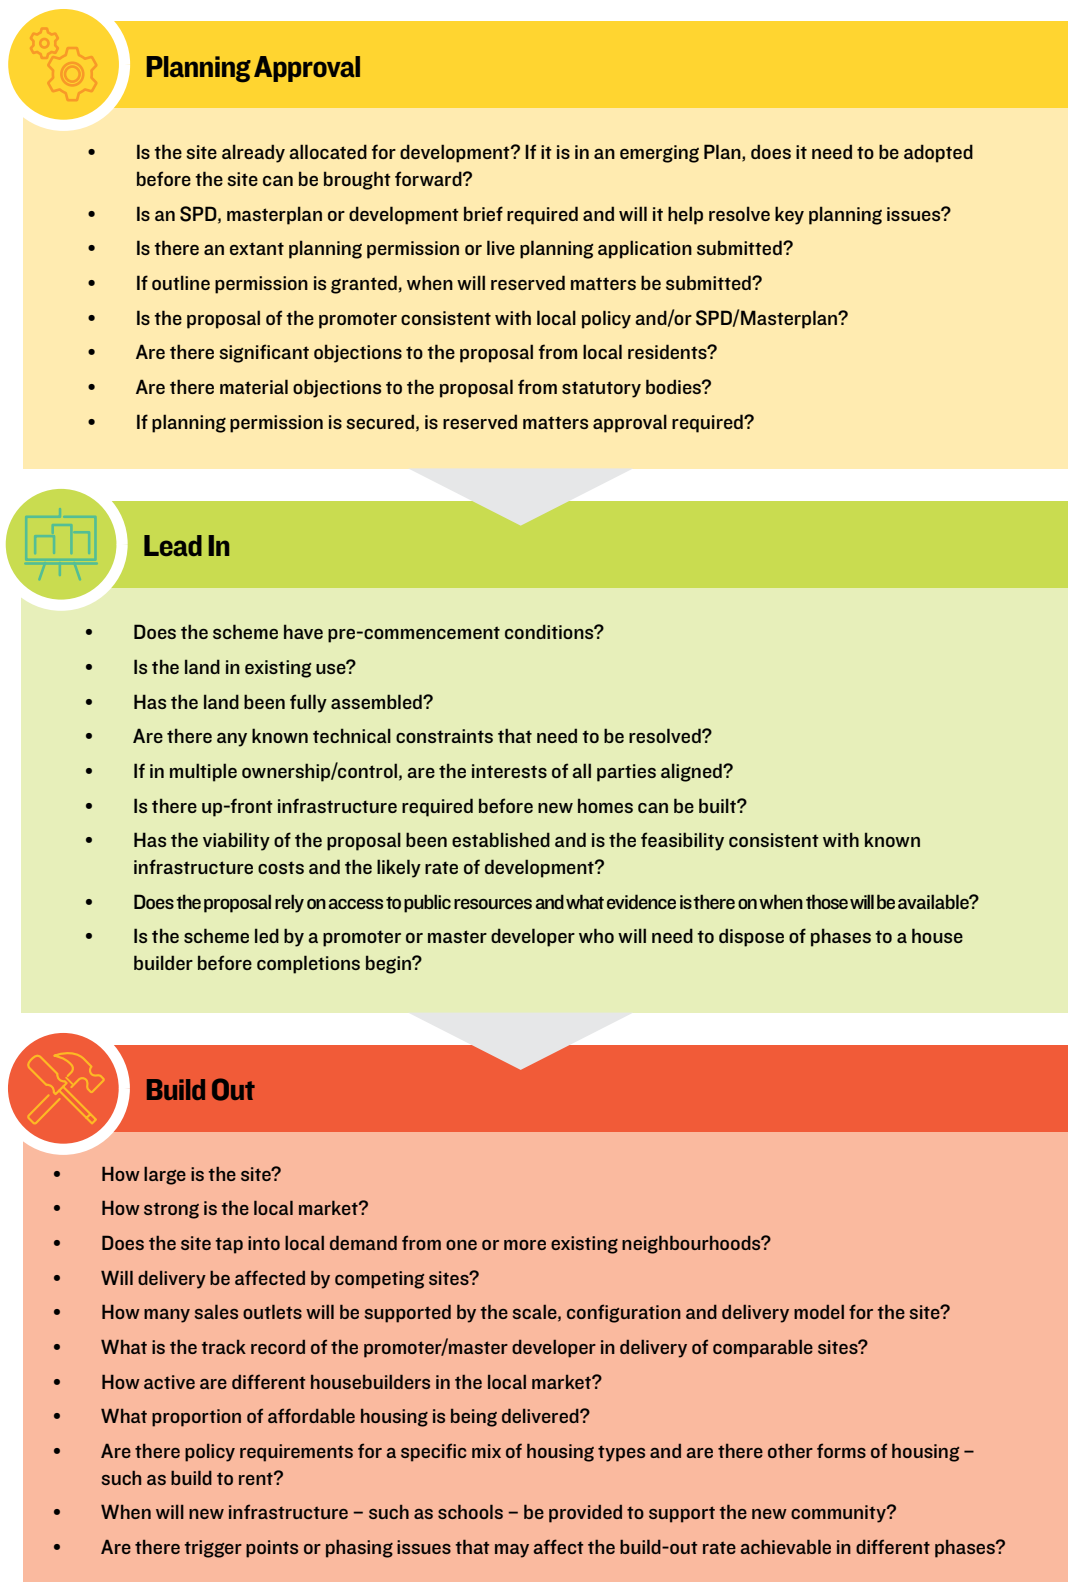 Planning Approval
• Is the site already allocated for development? If it is in an emerging Plan, does it need to be adopted
before the site can be brought forward?
• Is an SPD, masterplan or development brief required and will it help resolve key planning issues?
• Is there an extant planning permission or live planning application submitted?
• If outline permission is granted, when will reserved matters be submitted?
• Is the proposal of the promoter consistent with local policy and/or SPD/Masterplan?
• Are there significant objections to the proposal from local residents?
• Are there material objections to the proposal from statutory bodies?
• If planning permission is secured, is reserved matters approval required?
Lead In
• Does the scheme have pre-commencement conditions?
• Is the land in existing use?
• Has the land been fully assembled?
• Are there any known technical constraints that need to be resolved?
• If in multiple ownership/control, are the interests of all parties aligned?
• Is there up-front infrastructure required before new homes can be built?
• Has the viability of the proposal been established and is the feasibility consistent with known
infrastructure costs and the likely rate of development?
• Does the proposal rely on access to public resources and what evidence is there on when those will be available?
• Is the scheme led by a promoter or master developer who will need to dispose of phases to a house
builder before completions begin?
Build Out
• How large is the site?
• How strong is the local market?
• Does the site tap into local demand from one or more existing neighbourhoods?
• Will delivery be affected by competing sites?
• How many sales outlets will be supported by the scale, configuration and delivery model for the site?
• What is the track record of the promoter/master developer in delivery of comparable sites?
• How active are different housebuilders in the local market?
• What proportion of affordable housing is being delivered?
• Are there policy requirements for a specific mix of housing types and are there other forms of housing –
such as build to rent?
• When will new infrastructure – such as schools – be provided to support the new community?
• Are there trigger points or phasing issues that may affect the build-out rate achievable in different phases?